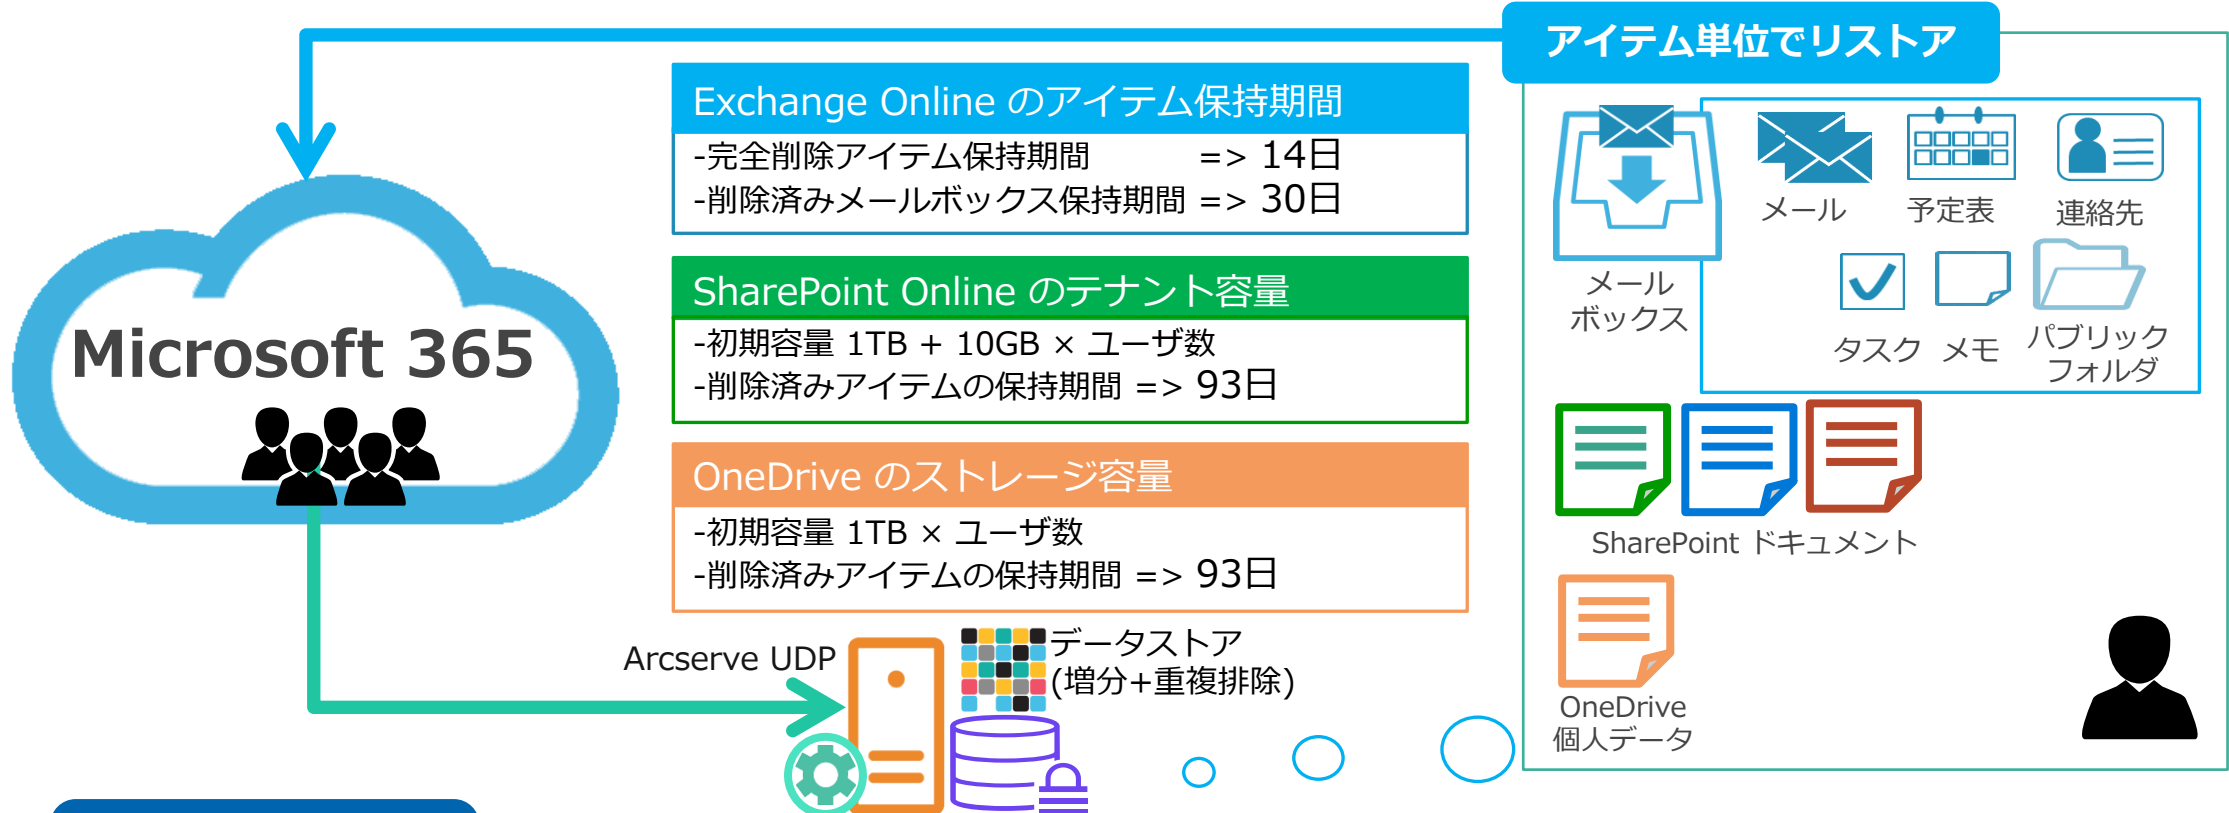 アイテム単位でリストア
Exchange Online のアイテム保持期間
-完全削除アイテム保持期間 => 14日
-削除済みメールボックス保持期間 => 30日
SharePoint Online のテナント容量
-初期容量 1TB + 10GB × ユーザ数
-削除済みアイテムの保持期間 => 93日
OneDrive のストレージ容量
-初期容量 1TB × ユーザ数
-削除済みアイテムの保持期間 => 93日
Microsoft 365
Arcserve UDP
データストア
(増分+重複排除)
メール
ボックス
メール
予定表
連絡先
タスク
メモ
パブリック
フォルダ
SharePoint ドキュメント
OneDrive
個人データ